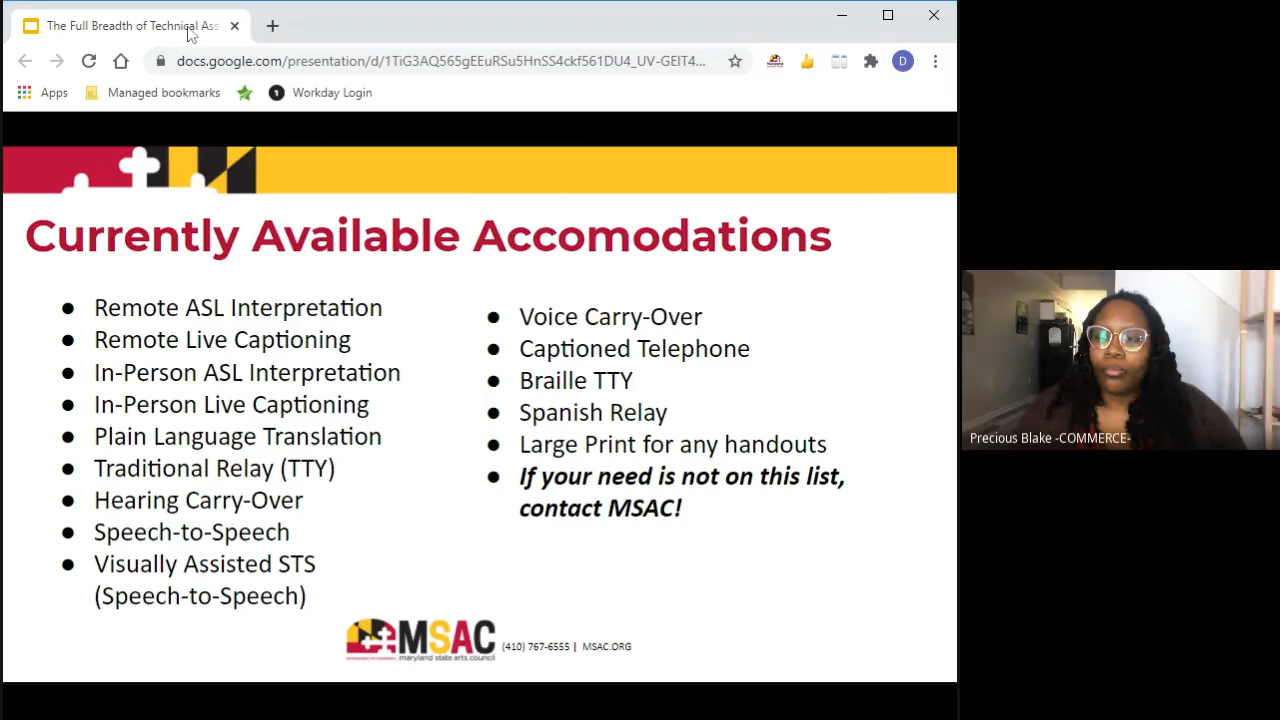 The Full Breadth of Technical Ass
docs.google.com/presentation/d/1TiG3AQ565gEEuRSu5HnSS4ckf561DU4_UV-GEIT4...
D
Apps
Managed bookmarks
1
Workday Login
Currently Available Accomodations
● Remote ASL Interpretation
● Remote Live Captioning
● In-Person ASL Interpretation
● In-Person Live Captioning
● Plain Language Translation
● Traditional Relay (TTY)
● Hearing Carry-Over
● Speech-to-Speech
● Visually Assisted STS
(Speech-to-Speech)
● Voice Carry-Over
● Captioned Telephone
● Braille TTY
● Spanish Relay
● Large Print for any handouts
● If your need is not on this list,
contact MSAC!
MSAC
maryland state arts council
(410) 767-6555 | MSAC.ORG
Precious Blake -COMMERCE-